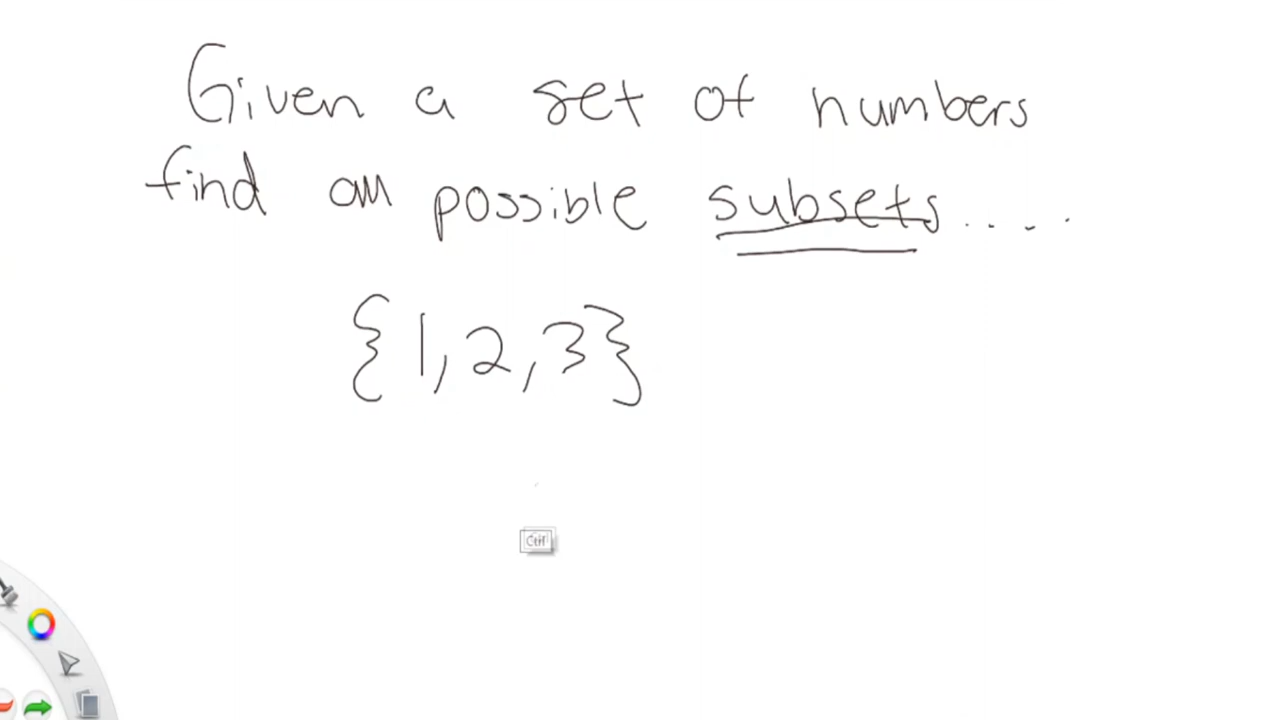 Given a set of numbers
find all possible subsets....
{1,2,3}
Ctrl